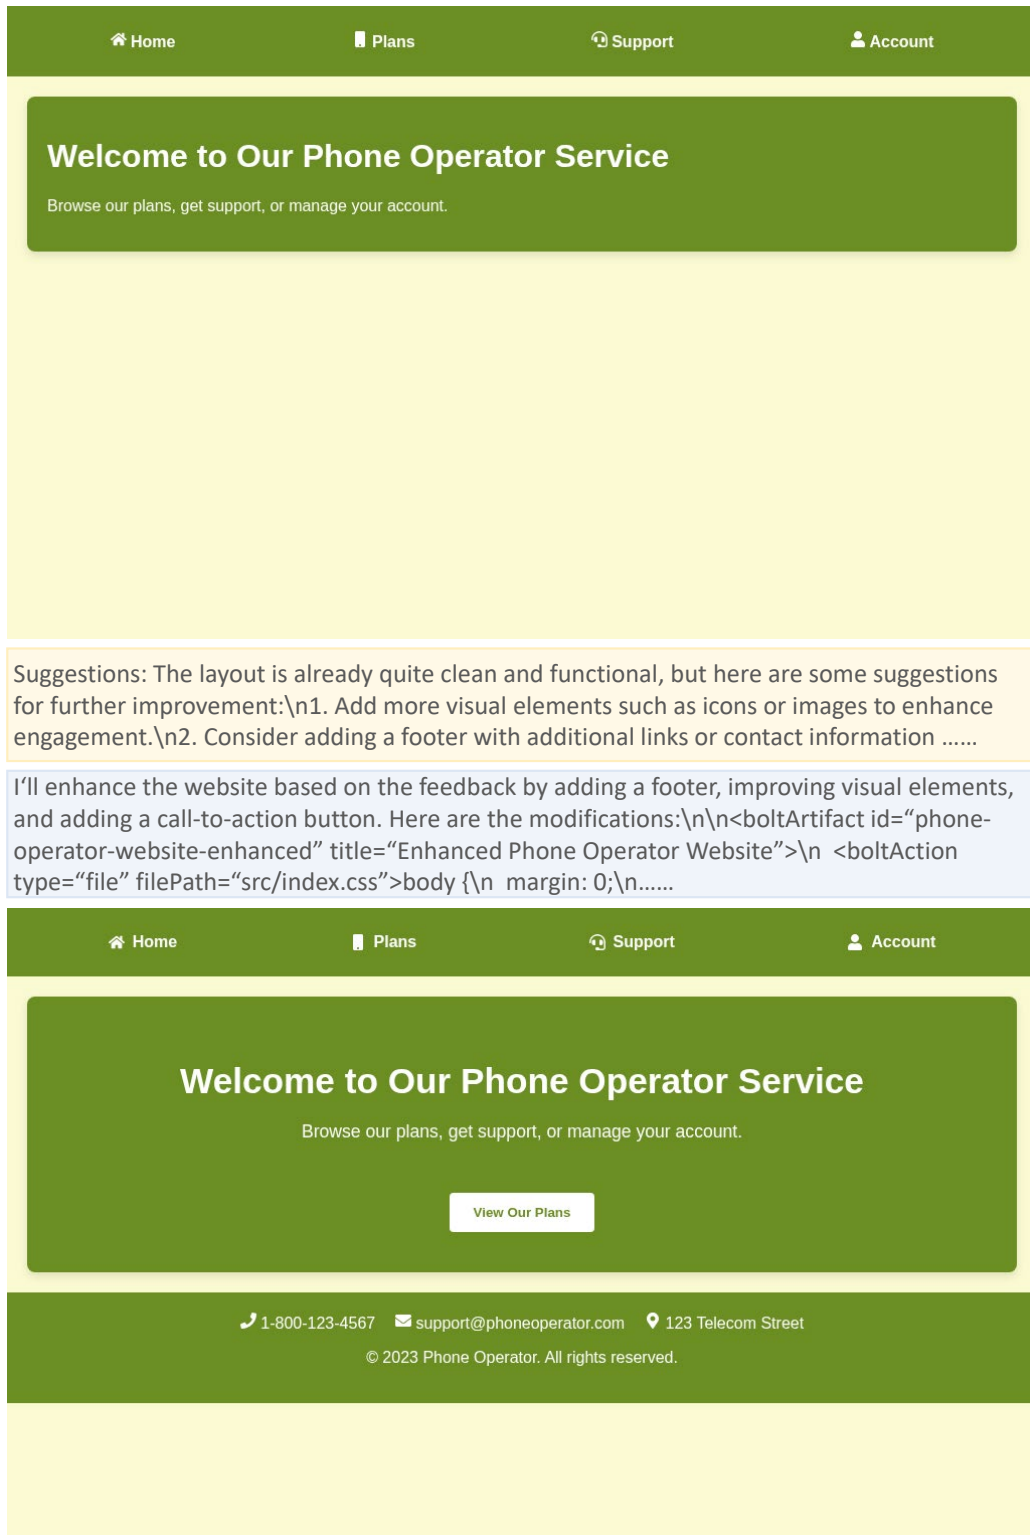 Home Plans Support Account
Welcome to Our Phone Operator Service
Browse our plans, get support, or manage your account.
Suggestions: The layout is already quite clean and functional, but here are some suggestions
for further improvement:\n1. Add more visual elements such as icons or images to enhance
engagement.\n2. Consider adding a footer with additional links or contact information ……
I‘ll enhance the website based on the feedback by adding a footer, improving visual elements,
and adding a call-to-action button. Here are the modifications:\n\n<boltArtifact id=“phone-
operator-website-enhanced” title=“Enhanced Phone Operator Website”>\n  <boltAction
type=“file” filePath=“src/index.css”>body {\n  margin: 0;\n……
Home Plans Support Account
Welcome to Our Phone Operator Service
Browse our plans, get support, or manage your account.
View Our Plans
1-800-123-4567 support@phoneoperator.com 123 Telecom Street
© 2023 Phone Operator. All rights reserved.